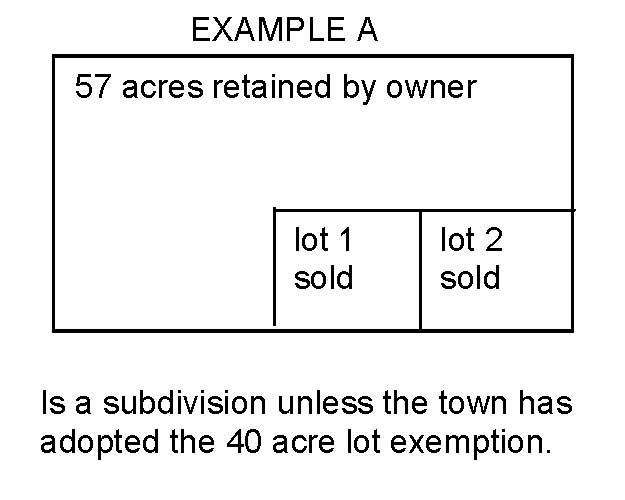 EXAMPLE A
57 acres retained by owner
lot 1
sold
lot 2
sold
Is a subdivision unless the town has
adopted the 40 acre lot exemption.